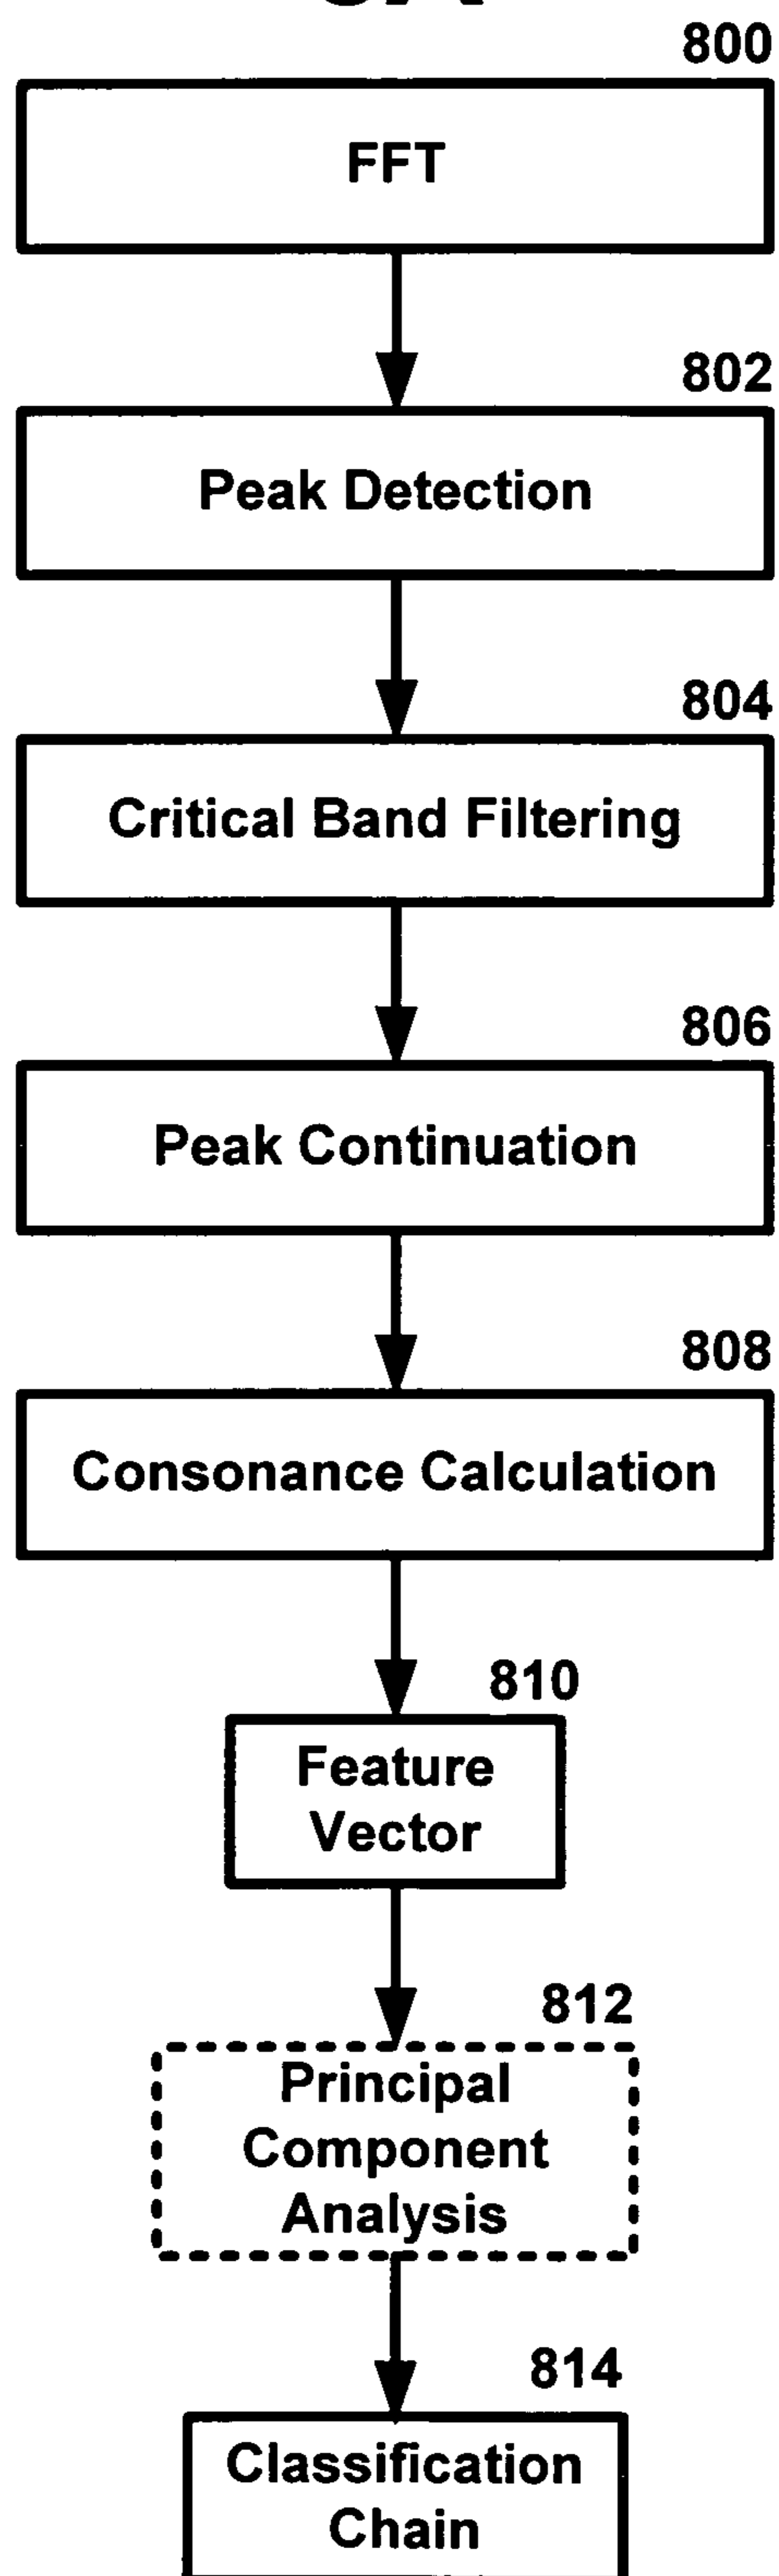 800
FFT
802
Peak Detection
804
Critical Band Filtering
806
Peak Continuation
808
Consonance Calculation
810
Feature
Vector
812
Principal
Component
Analysis
814
Classification
Chain